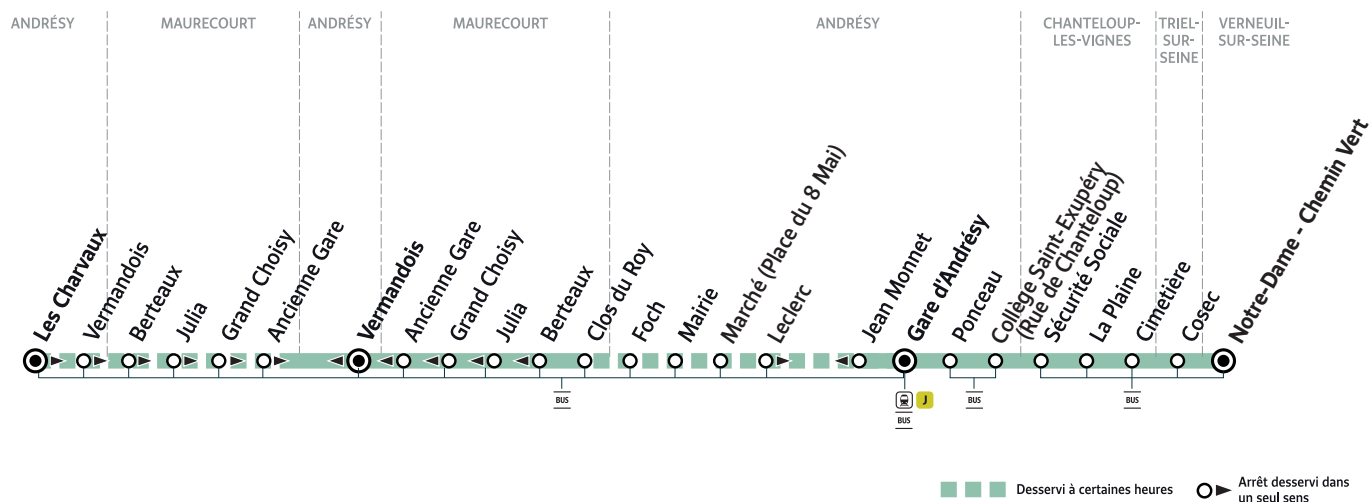 ANDRÉSY
MAURECOURT
ANDRÉSY
MAURECOURT
ANDRÉSY
CHANTELOUP-
LES-VIGNES
TRIEL-
SUR-
SEINE
VERNEUIL-
SUR-SEINE
Les Charvaux
Vermandois
Berteaux
Julia
Grand Choisy
Ancienne Gare
Vermandois
Ancienne Gare
Grand Choisy
Julia
Berteaux
Clos du Roy
Foch
Mairie
Marché (Place du 8 Mai)
Leclerc
Jean Monnet
Gare d'Andrésy
Ponceau
Collège Saint-Exupéry
(Rue de Chanteloup)
Sécurité Sociale
La Plaine
Cimetière
Cosec
Notre-Dame - Chemin Vert
BUS
J
BUS
BUS
BUS
Desservi à certaines heures
Arrêt desservi dans
un seul sens